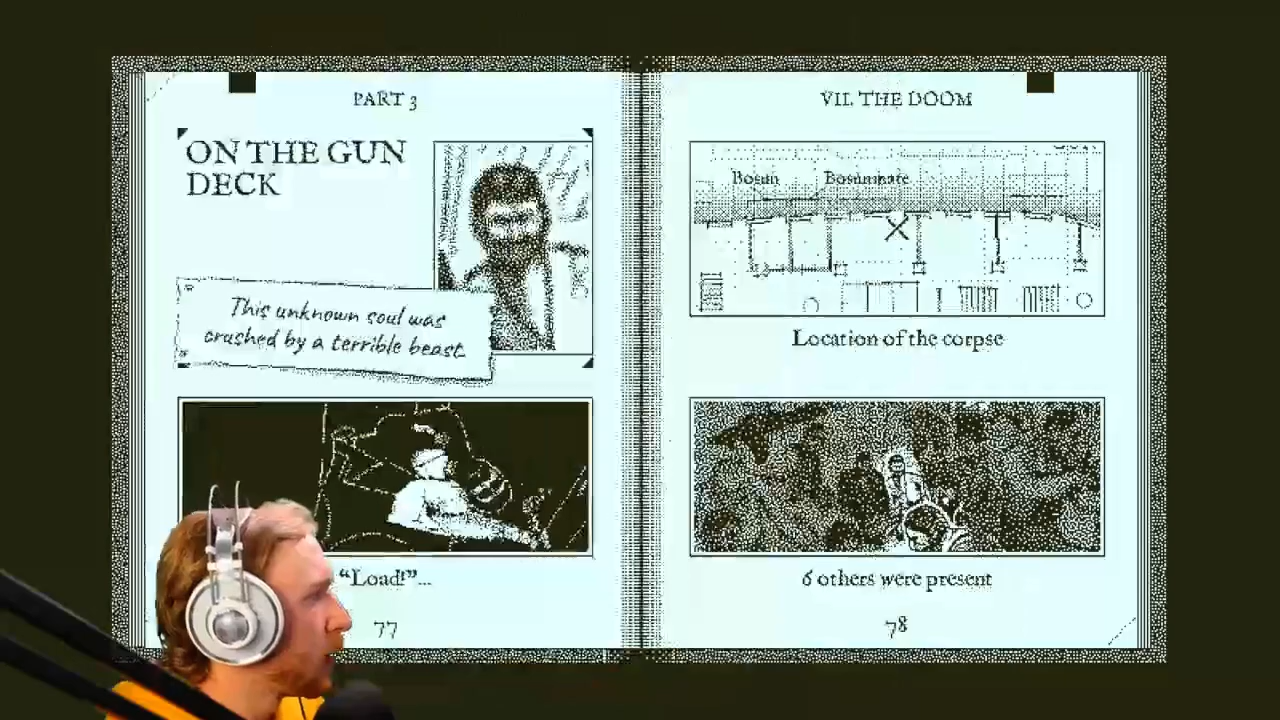 PART 3
ON THE GUN
DECK
This unknown soul was
crushed by a terrible beast.
"Load!"...
77
VII. THE DOOM
Bosun
Bosunmate
Location of the corpse
6 others were present
78